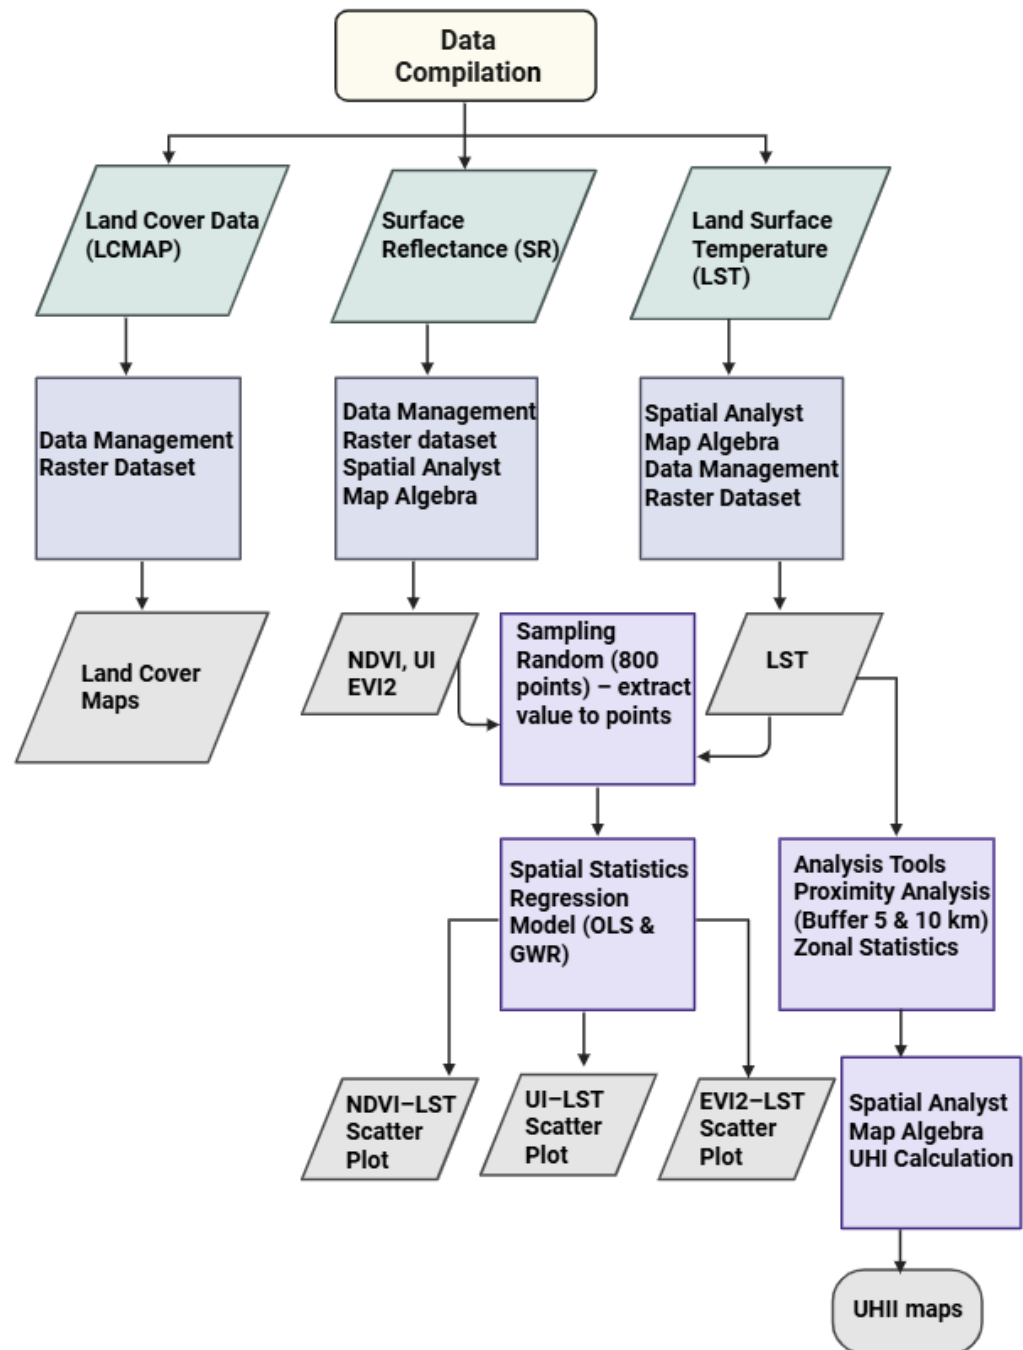 Data
Compilation
Land Cover Data
(LCMAP)
Surface
Reflectance (SR)
Land Surface
Temperature
(LST)
Data Management
Raster Dataset
Data Management
Raster dataset
Spatial Analyst
Map Algebra
Spatial Analyst
Map Algebra
Data Management
Raster Dataset
Land Cover
Maps
NDVI, UI
EVI2
Sampling
Random (800
points) – extract
value to points
LST
Spatial Statistics
Regression
Model (OLS &
GWR)
Analysis Tools
Proximity Analysis
(Buffer 5 & 10 km)
Zonal Statistics
NDVI–LST
Scatter
Plot
UI–LST
Scatter
Plot
EVI2–LST
Scatter
Plot
Spatial Analyst
Map Algebra
UHI Calculation
UHII maps